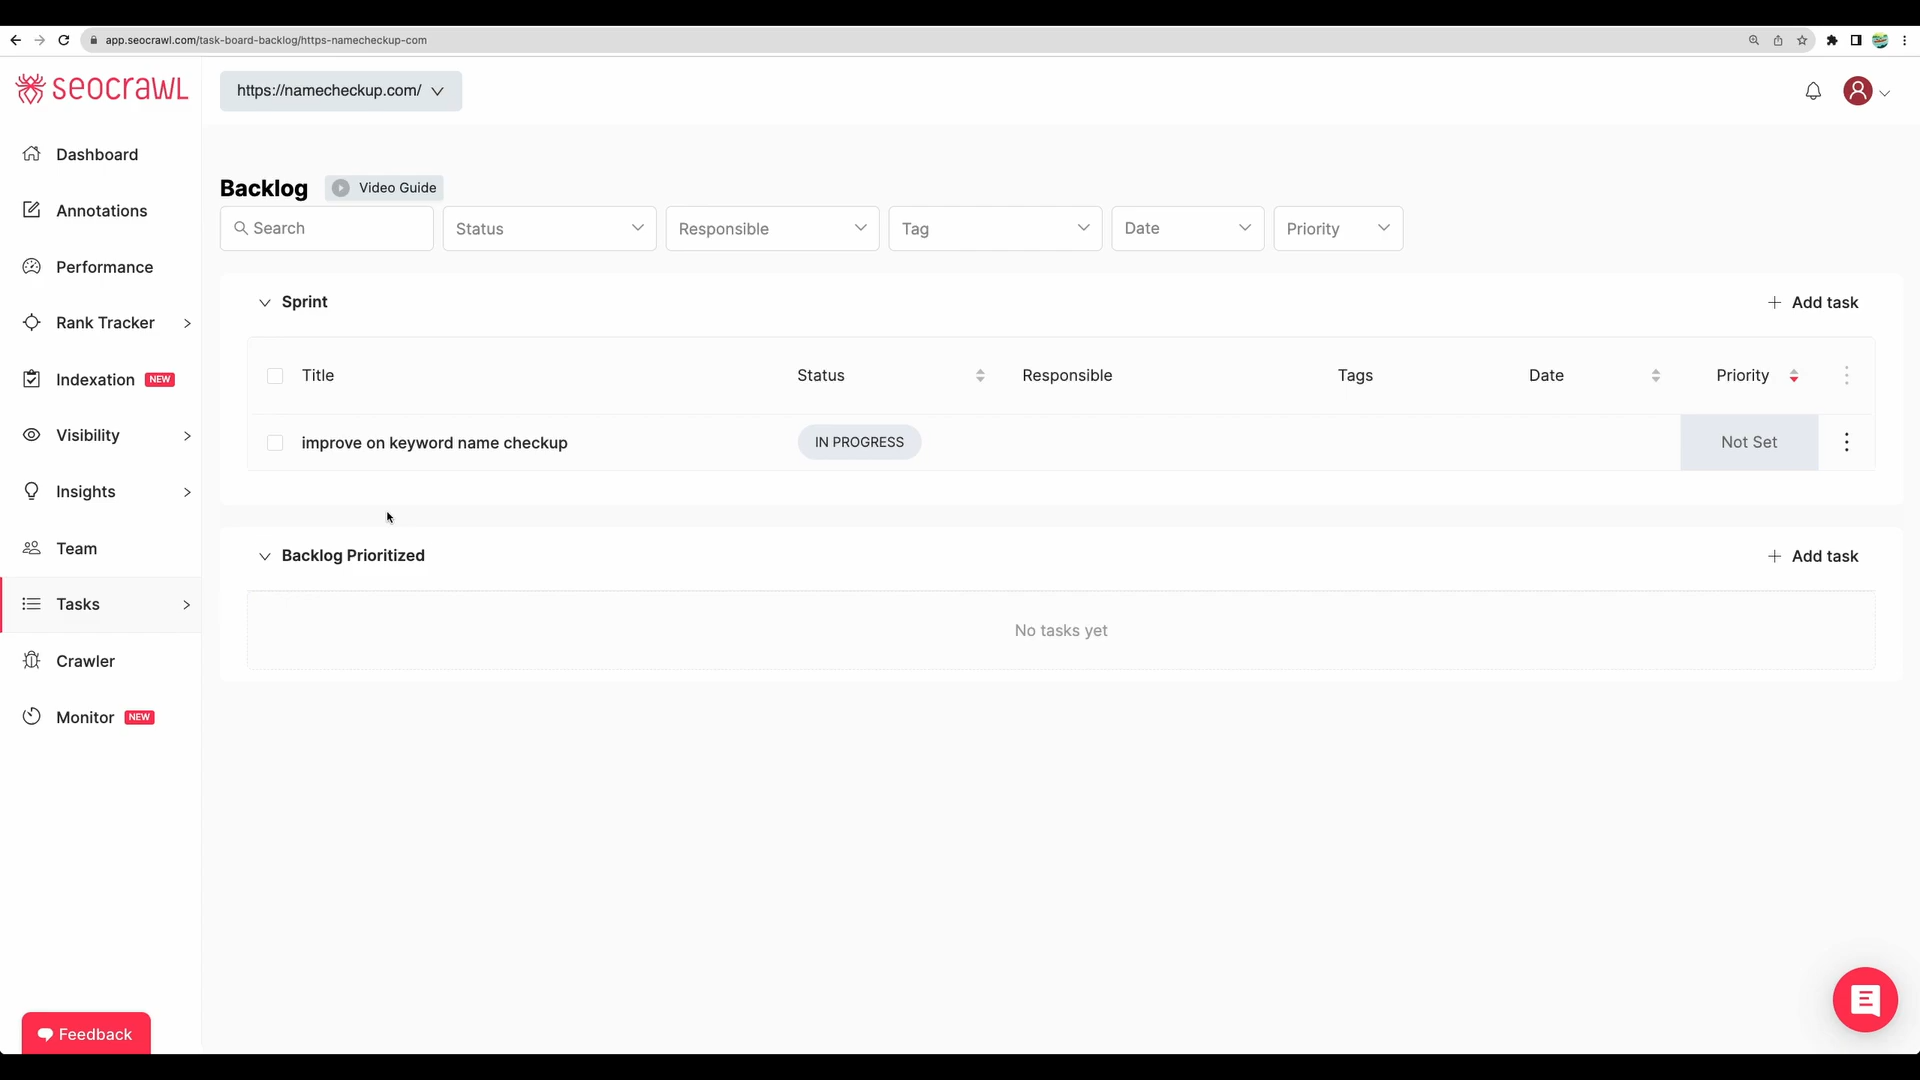 app.seocrawl.com/task-board-backlog/https-namecheckup-com
seocrawl
https://namecheckup.com/
Dashboard
Annotations
Performance
Rank Tracker
Indexation NEW
Visibility
Insights
Team
Tasks
Crawler
Monitor NEW
Feedback
Backlog Video Guide
Search Status Responsible Tag Date Priority
Sprint Add task
Title Status Responsible Tags Date Priority
improve on keyword name checkup IN PROGRESS Not Set
Backlog Prioritized Add task
No tasks yet